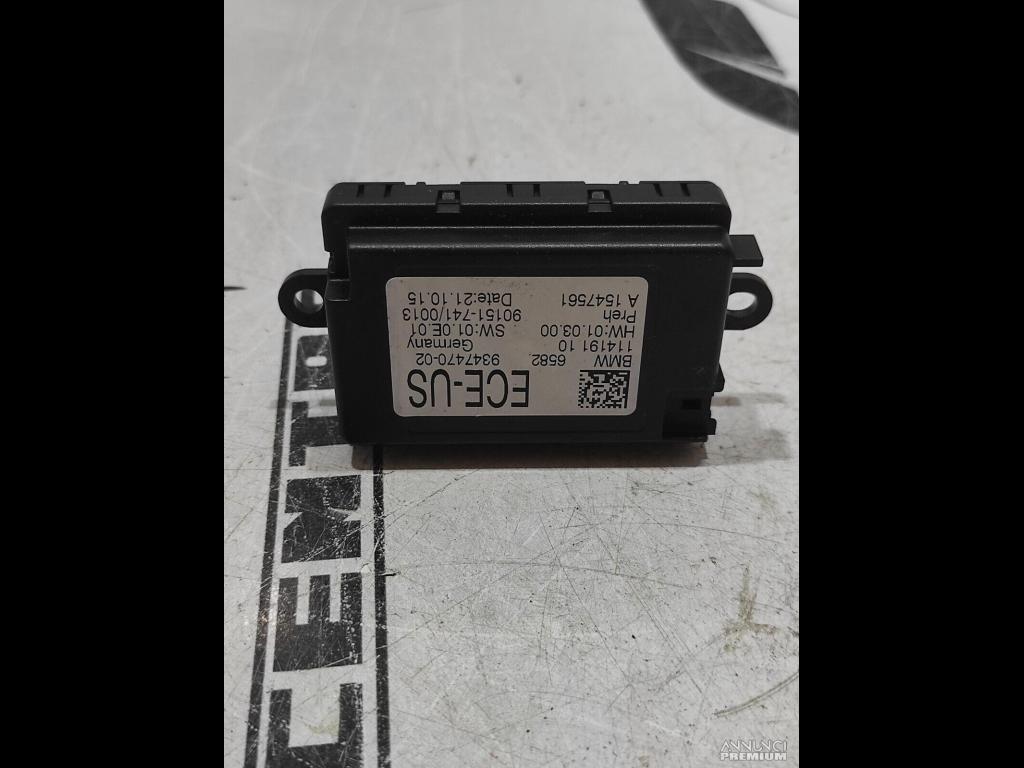 ECE-US
BMW 6582. 9347470-02
114191 10 Germany
HW:01.03.00 SW:01.0E.01
Preh 90151-741/0013
A 1547561 Date:21.10.15
CEMTO
ANNUNCI
PREMIUM